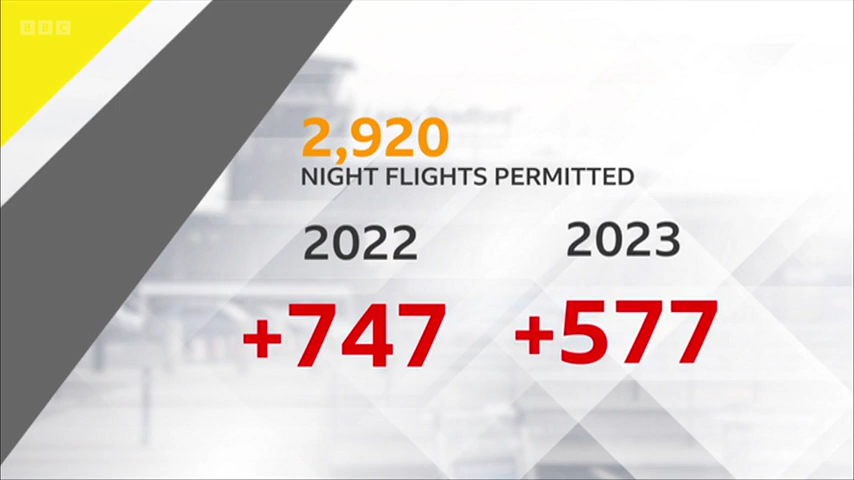 BBC
2,920
NIGHT FLIGHTS PERMITTED
2022 2023
+747 +577